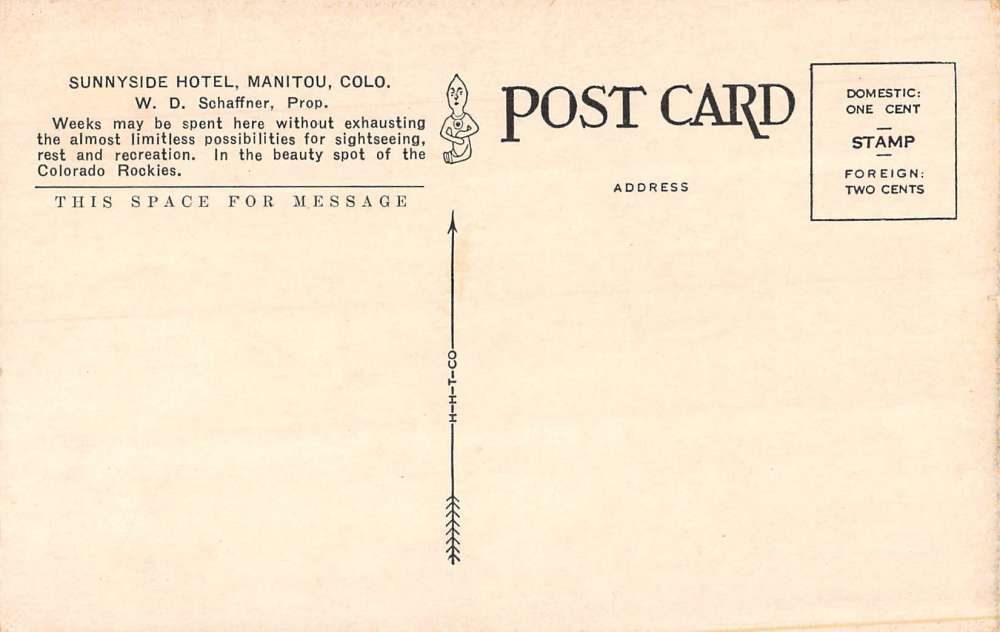 SUNNYSIDE HOTEL, MANITOU, COLO.
W. D. Schaffner, Prop.
Weeks may be spent here without exhausting
the almost limitless possibilities for sightseeing,
rest and recreation. In the beauty spot of the
Colorado Rockies.
THIS SPACE FOR MESSAGE
POST CARD
ADDRESS
DOMESTIC:
ONE CENT
STAMP
FOREIGN:
TWO CENTS
H-H-T-CO